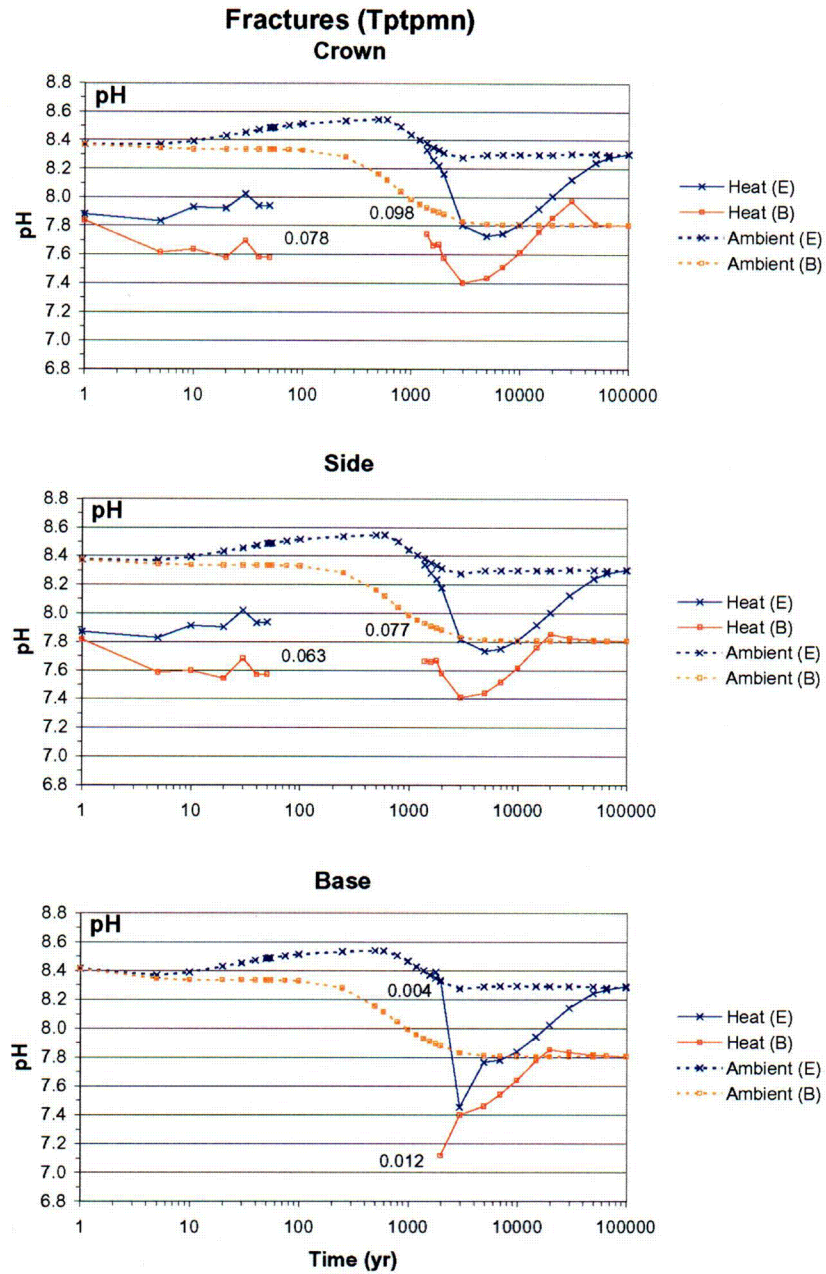 Fractures (Tptpmn)
Crown
pH
8.8
8.6
8.4
8.2
8.0
7.8
7.6
7.4
7.2
7.0
6.8
pH
0.098
0.078
1
10
100
1000
10000
100000
Heat (E)
Heat (B)
Ambient (E)
Ambient (B)
Side
pH
8.8
8.6
8.4
8.2
8.0
7.8
7.6
7.4
7.2
7.0
6.8
pH
0.077
0.063
1
10
100
1000
10000
100000
Heat (E)
Heat (B)
Ambient (E)
Ambient (B)
Base
pH
8.8
8.6
8.4
8.2
8.0
7.8
7.6
7.4
7.2
7.0
6.8
pH
0.004
0.012
1
10
100
1000
10000
100000
Time (yr)
Heat (E)
Heat (B)
Ambient (E)
Ambient (B)